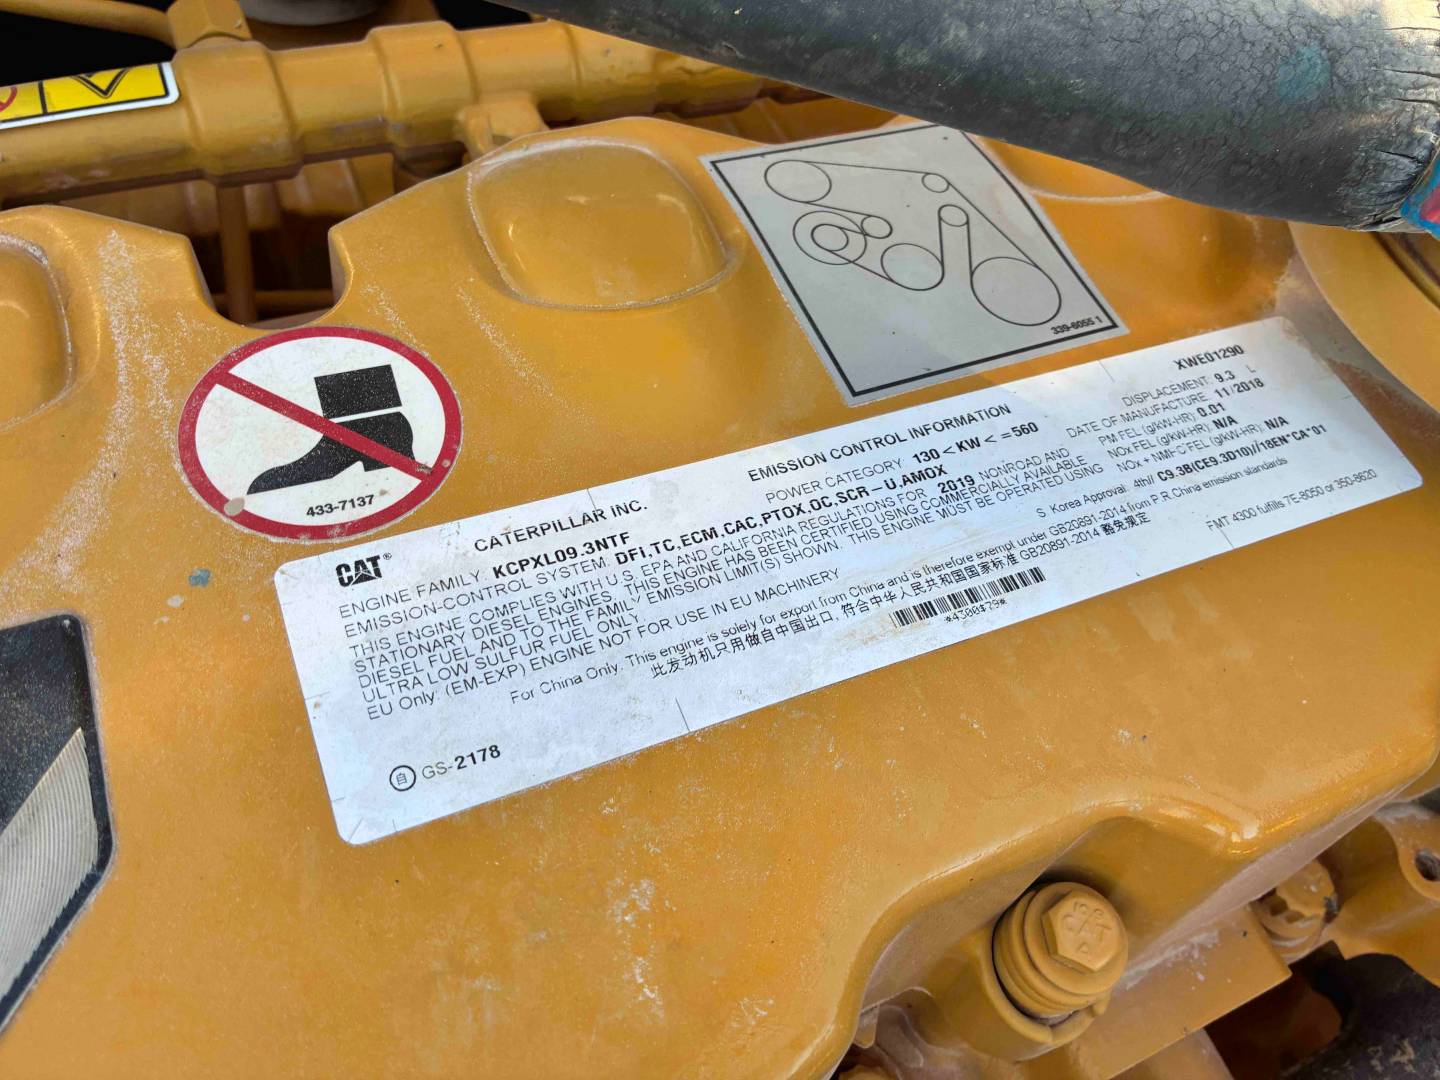 339-6055 1
433-7137
CAT®
CATERPILLAR INC.
EMISSION CONTROL INFORMATION
XWE01290
ENGINE FAMILY: KCPXL09.3NTF
POWER CATEGORY: 130<KW<=560
DISPLACEMENT: 9.3 L
EMISSION-CONTROL SYSTEM: DFI,TC,ECM,CAC,PTOX,OC,SCR-U,AMOX
DATE OF MANUFACTURE: 11/2018
THIS ENGINE COMPLIES WITH U.S. EPA AND CALIFORNIA REGULATIONS FOR 2019 NONROAD AND
PM FEL (g/KW-HR): 0.01
STATIONARY DIESEL ENGINES. THIS ENGINE HAS BEEN CERTIFIED USING COMMERCIALLY AVAILABLE
NOx FEL (g/KW-HR): N/A
DIESEL FUEL AND TO THE FAMILY EMISSION LIMIT(S) SHOWN. THIS ENGINE MUST BE OPERATED USING
NOx + NMHC FEL (g/KW-HR): N/A
ULTRA LOW SULFUR FUEL ONLY
S. Korea Approval: 4th// C9.3B(CE9.3D10)//18EN*CA*01
EU Only: (EM-EXP) ENGINE NOT FOR USE IN EU MACHINERY
For China Only: This engine is solely for export from China and is therefore exempt under GB20891-2014 from P.R.China emission standards
此发动机只用做自中国出口, 符合中华人民共和国国家标准 GB20891-2014 豁免规定
FMT 4300 fulfills 7E-8050 or 350-8620
*4300$79*
自 GS-2178
CAT